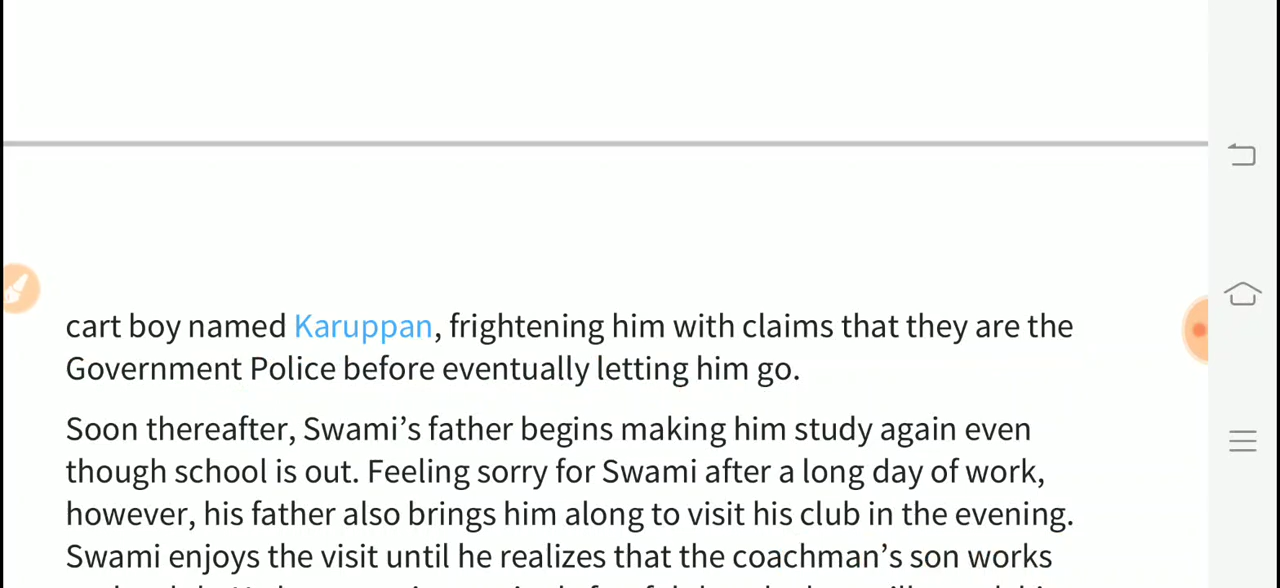 cart boy named Karuppan, frightening him with claims that they are the
Government Police before eventually letting him go.
Soon thereafter, Swami’s father begins making him study again even
though school is out. Feeling sorry for Swami after a long day of work,
however, his father also brings him along to visit his club in the evening.
Swami enjoys the visit until he realizes that the coachman’s son works